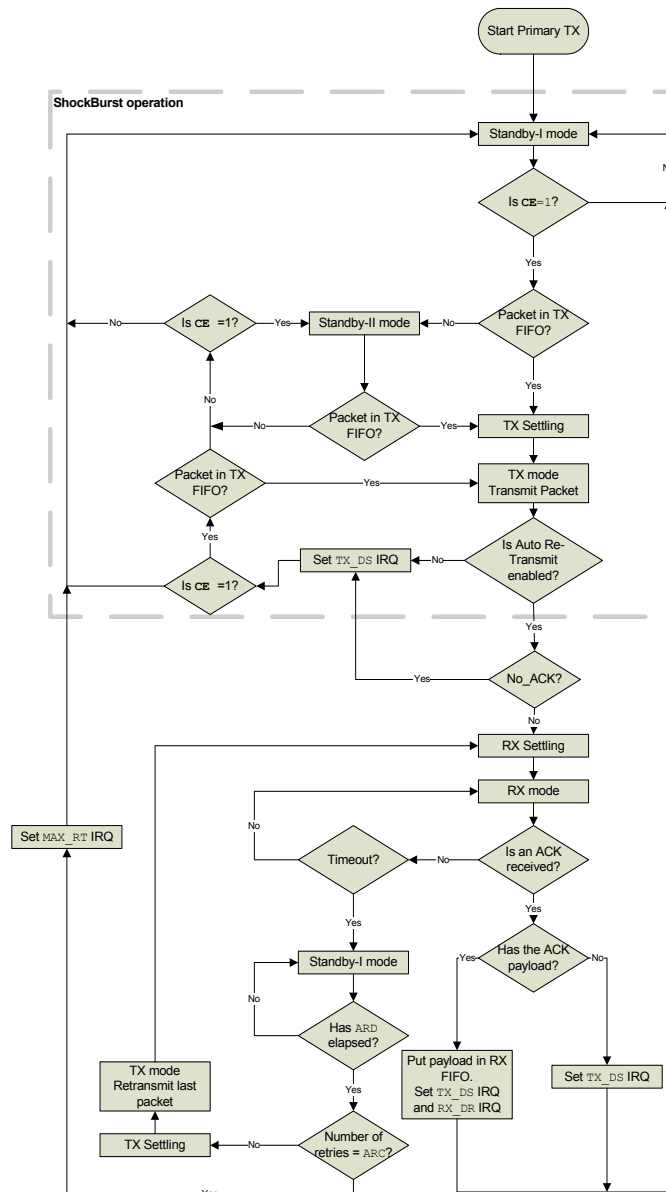 Start Primary TX
ShockBurst operation
Standby-I mode
Is CE=1?
Yes
No
Is CE =1?
Yes
Standby-II mode
No
Packet in TX
FIFO?
Yes
No
Packet in TX
FIFO?
Yes
TX Settling
No
Packet in TX
FIFO?
Yes
TX mode
Transmit Packet
Yes
Is CE =1?
Set TX_DS IRQ
No
Is Auto Re-
Transmit
enabled?
Yes
Yes
No_ACK?
No
RX Settling
RX mode
Set MAX_RT IRQ
No
Timeout?
No
Is an ACK
received?
Yes
Yes
Standby-I mode
Yes
Has the ACK
payload?
No
No
Has ARD
elapsed?
Yes
TX mode
Retransmit last
packet
Put payload in RX
FIFO.
Set TX_DS IRQ
and RX_DR IRQ
Set TX_DS IRQ
TX Settling
No
Number of
retries = ARC?